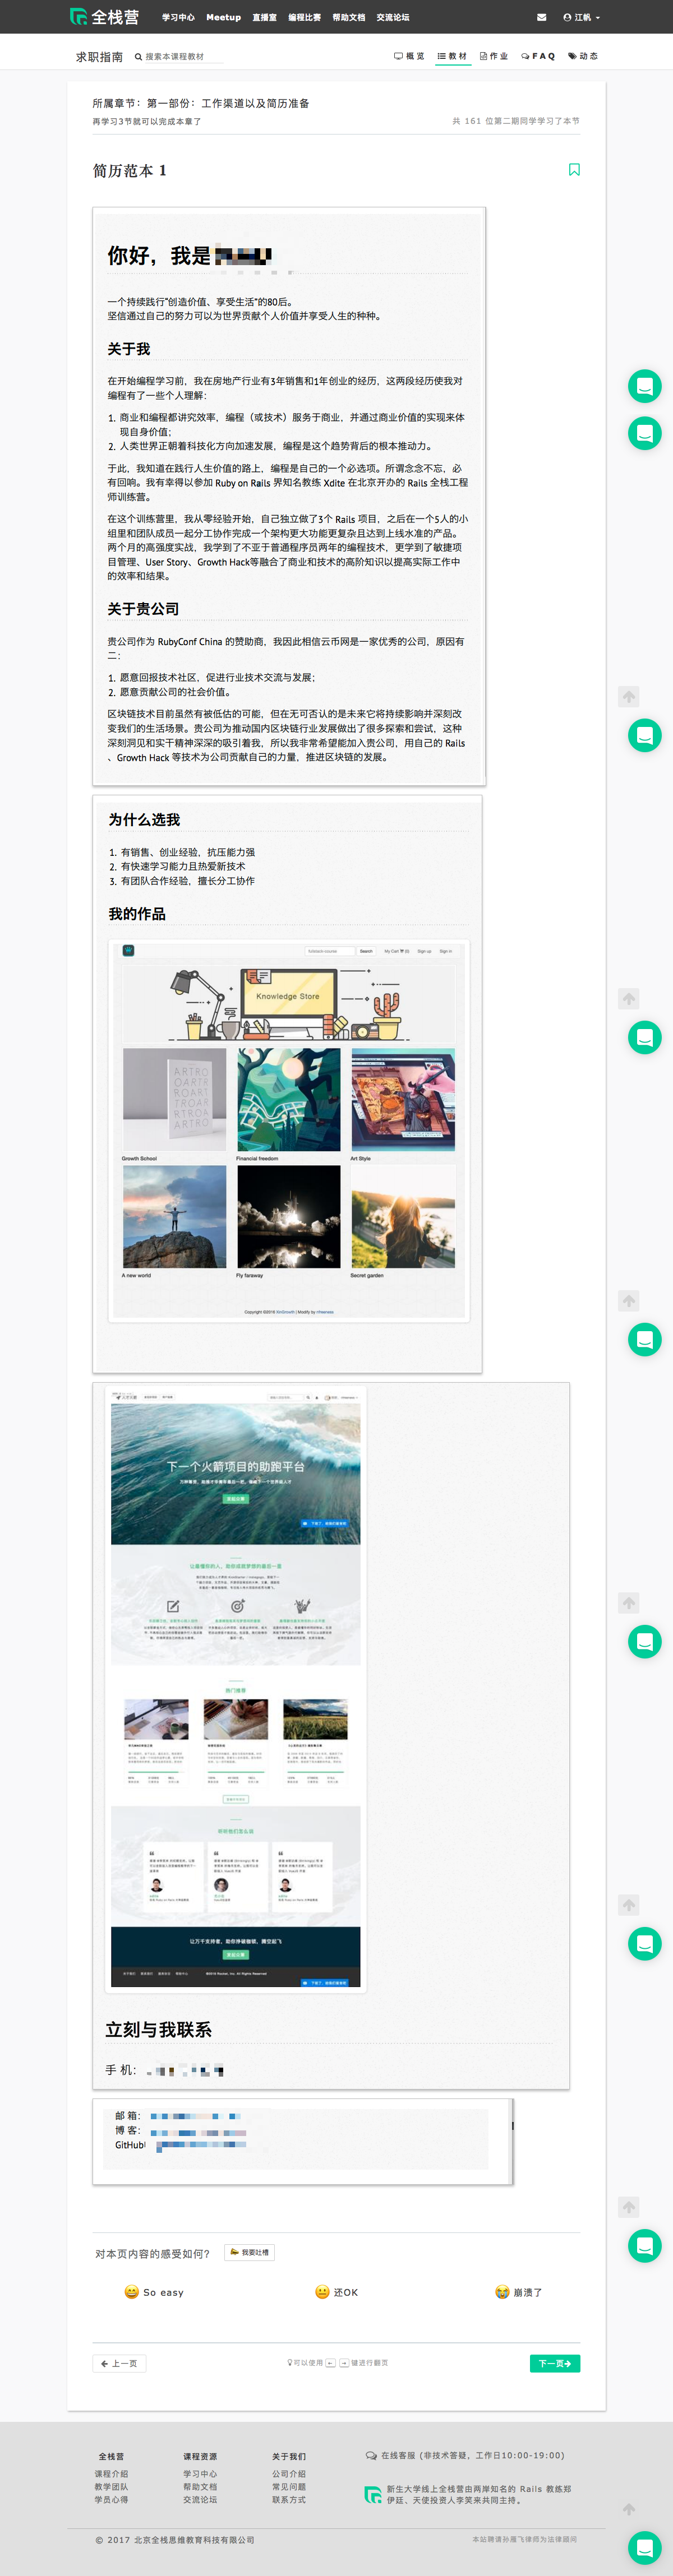 全栈营 学习中心 Meetup 直播室 编程比赛 帮助文档 交流论坛 江帆
求职指南 搜索本课程教材 概览 教材 作业 FAQ 动态
所属章节：第一部份：工作渠道以及简历准备
再学习3节就可以完成本章了 共 161 位第二期同学学习了本节
简历范本 1
你好，我是
一个持续践行“创造价值、享受生活”的80后。
坚信通过自己的努力可以为世界贡献个人价值并享受人生的种种。
关于我
在开始编程学习前，我在房地产行业有3年销售和1年创业的经历，这两段经历使我对
编程有了一些个人理解：
1. 商业和编程都讲究效率，编程（或技术）服务于商业，并通过商业价值的实现来体
现自身价值；
2. 人类世界正朝着科技化方向加速发展，编程是这个趋势背后的根本推动力。
于此，我知道在践行人生价值的路上，编程是自己的一个必选项。所谓念念不忘，必
有回响。我有幸得以参加 Ruby on Rails 界知名教练 Xdite 在北京开办的 Rails 全栈工程
师训练营。
在这个训练营里，我从零经验开始，自己独立做了3个 Rails 项目，之后在一个5人的小
组里和团队成员一起分工协作完成一个架构更大功能更复杂且达到上线水准的产品。
两个月的高强度实战，我学到了不亚于普通程序员两年的编程技术，更学到了敏捷项
目管理、User Story、Growth Hack等融合了商业和技术的高阶知识以提高实际工作中
的效率和结果。
关于贵公司
贵公司作为 RubyConf China 的赞助商，我因此相信云币网是一家优秀的公司，原因有
二：
1. 愿意回报技术社区，促进行业技术交流与发展；
2. 愿意贡献公司的社会价值。
区块链技术目前虽然有被低估的可能，但在无可否认的是未来它将持续影响并深刻改
变我们的生活场景。贵公司为推动国内区块链行业发展做出了很多探索和尝试，这种
深刻洞见和实干精神深深的吸引着我，所以我非常希望能加入贵公司，用自己的 Rails
、Growth Hack 等技术为公司贡献自己的力量，推进区块链的发展。
为什么选我
1. 有销售、创业经验，抗压能力强
2. 有快速学习能力且热爱新技术
3. 有团队合作经验，擅长分工协作
我的作品
Search My Cart (0) Sign up Sign in
Knowledge Store
Growth School Financial freedom Art Style
A new world Fly faraway Secret garden
下一个火箭项目的助跑平台
热门推荐
听听他们怎么说
让万千支持者，助你挣破枷锁，腾空起飞
立刻与我联系
手机：
邮箱：
博客：
GitHub
对本页内容的感受如何？ 我要吐槽
So easy 还OK 崩溃了
上一页 可以使用 ← → 键进行翻页 下一页
全栈营 课程资源 关于我们 在线客服 (非技术答疑，工作日10:00-19:00)
课程介绍 学习中心 公司介绍
教学团队 帮助文档 常见问题 新生大学线上全栈营由两岸知名的 Rails 教练郑
学员心得 交流论坛 联系方式 伊廷、天使投资人李笑来共同主持。
© 2017 北京全栈思维教育科技有限公司 本站聘请孙雁飞律师为法律顾问